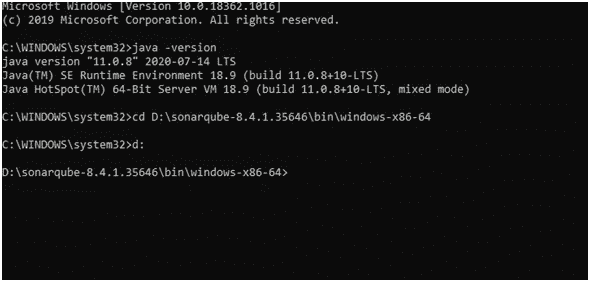 Microsoft Windows [Version 10.0.18362.1016]
(c) 2019 Microsoft Corporation. All rights reserved.
C:\WINDOWS\system32>java -version
java version "11.0.8" 2020-07-14 LTS
Java(TM) SE Runtime Environment 18.9 (build 11.0.8+10-LTS)
Java HotSpot(TM) 64-Bit Server VM 18.9 (build 11.0.8+10-LTS, mixed mode)
C:\WINDOWS\system32>cd D:\sonarqube-8.4.1.35646\bin\windows-x86-64
C:\WINDOWS\system32>d:
D:\sonarqube-8.4.1.35646\bin\windows-x86-64>